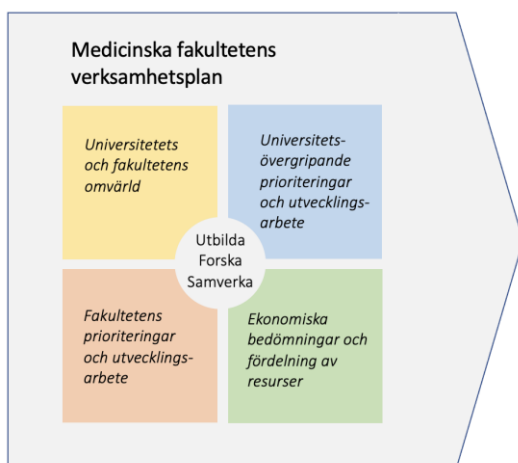 Medicinska fakultetens
verksamhetsplan
Universitetets
och fakultetens
omvärld
Universitets-
övergripande
prioriteringar
och utvecklings-
arbete
Utbilda
Forska
Samverka
Fakultetens
prioriteringar
och utvecklings-
arbete
Ekonomiska
bedömningar och
fördelning av
resurser